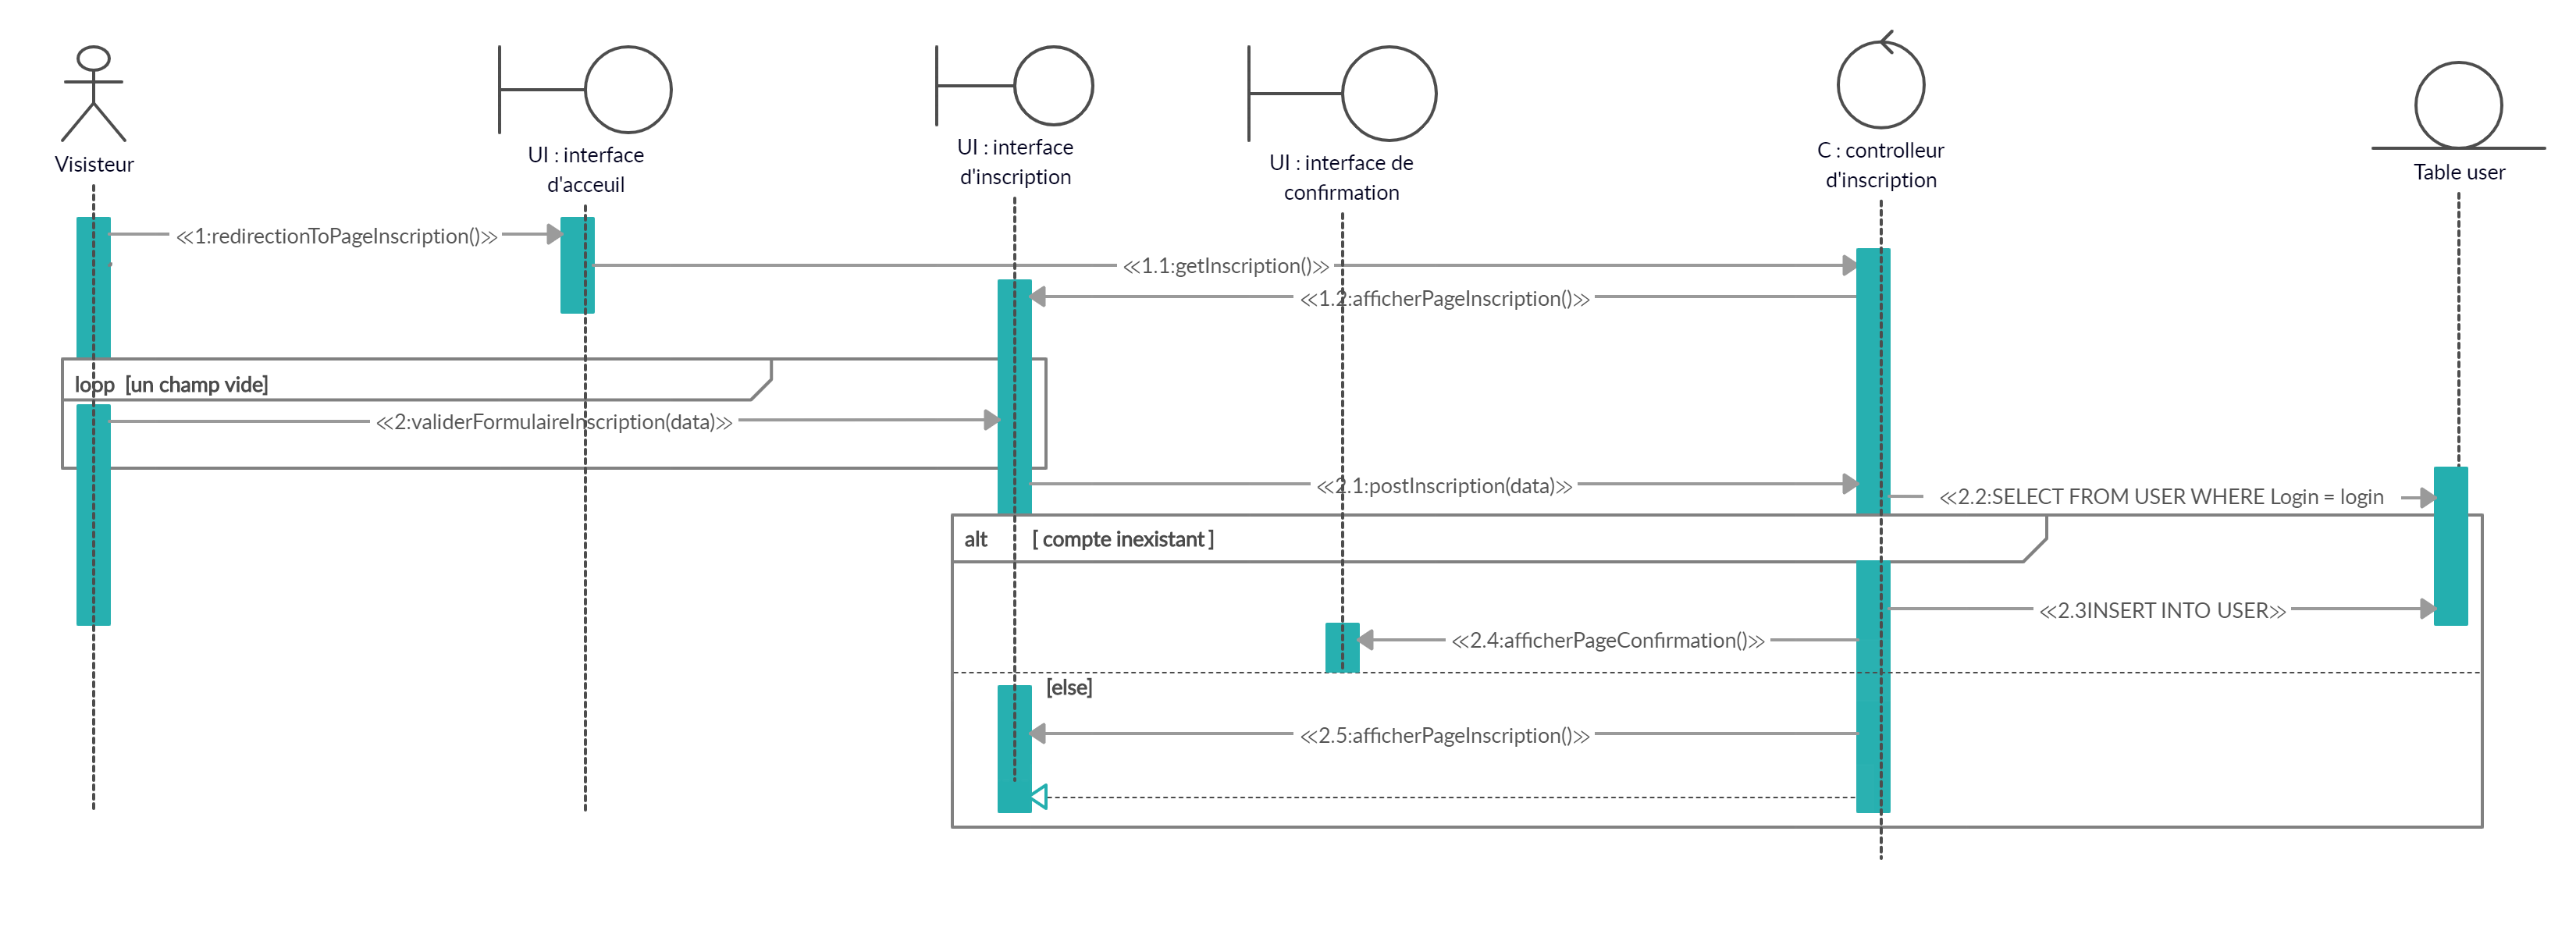 Visisteur
UI : interface
d'acceuil
UI : interface
d'inscription
UI : interface de
confirmation
C : controlleur
d'inscription
Table user
≪1:redirectionToPageInscription()≫
≪1.1:getInscription()≫
≪1.2:afficherPageInscription()≫
loop [un champ vide]
≪2:validerFormulaireInscription(data)≫
≪2.1:postInscription(data)≫
≪2.2:SELECT FROM USER WHERE Login = login
alt [ compte inexistant ]
≪2.3INSERT INTO USER≫
≪2.4:afficherPageConfirmation()≫
[else]
≪2.5:afficherPageInscription()≫